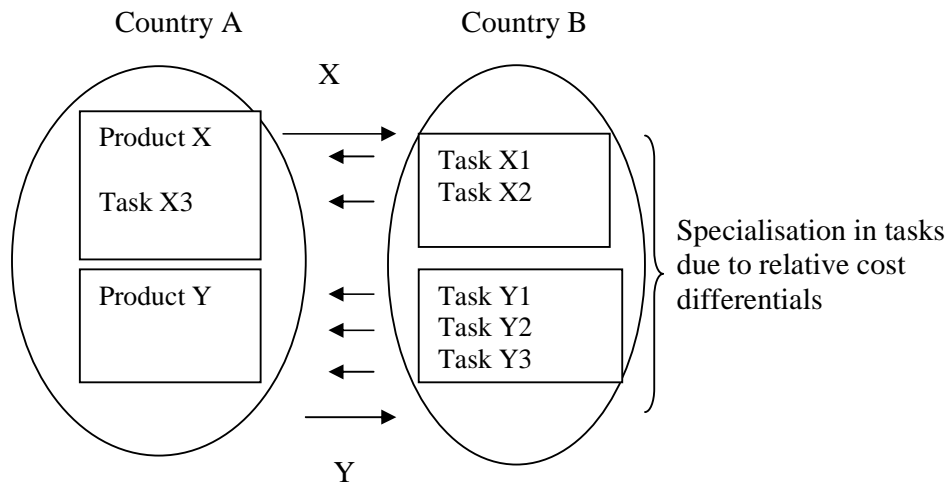 Country A
Country B
X
Product X
Task X3
Product Y
Task X1
Task X2
Task Y1
Task Y2
Task Y3
Specialisation in tasks
due to relative cost
differentials
Y